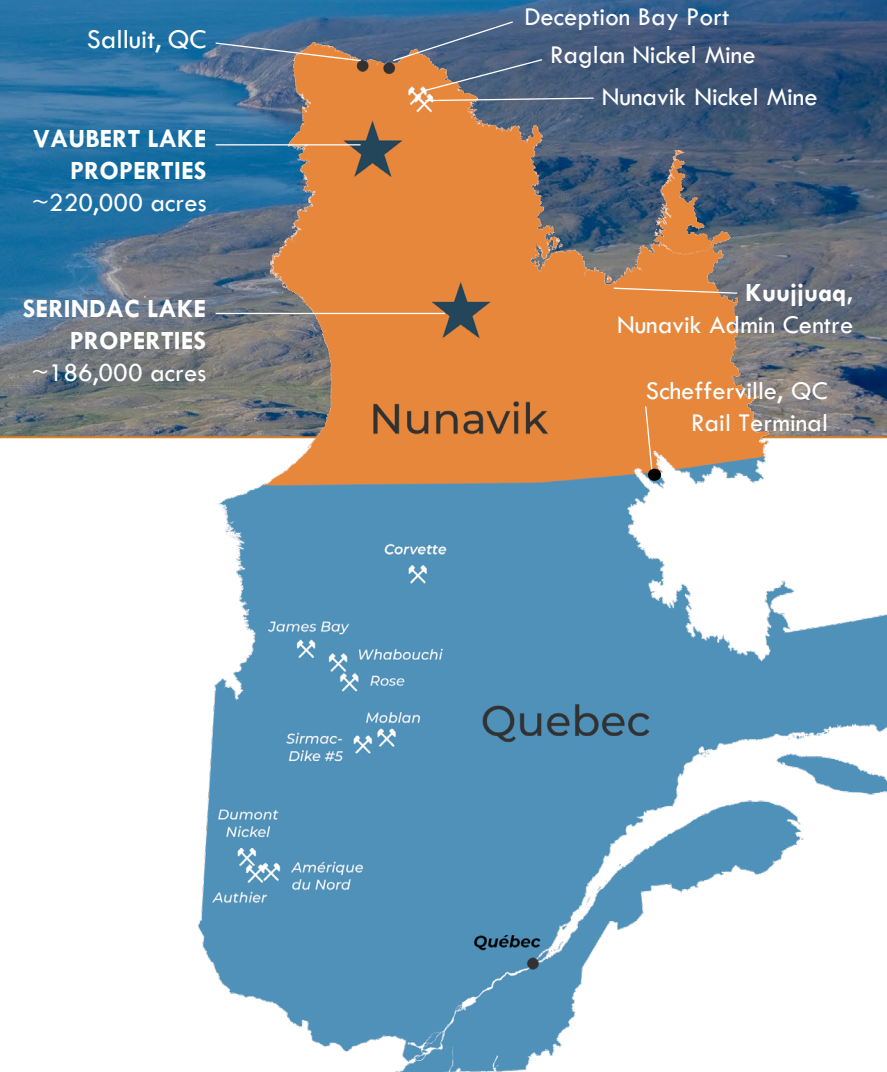 Deception Bay Port
Salluit, QC
Raglan Nickel Mine
Nunavik Nickel Mine
VAUBERT LAKE
PROPERTIES
~220,000 acres
SERINDAC LAKE
PROPERTIES
~186,000 acres
Kuujjuaq,
Nunavik Admin Centre
Schefferville, QC
Rail Terminal
Nunavik
Corvette
James Bay
Whabouchi
Rose
Moblan
Sirmac-
Dike #5
Quebec
Dumont
Nickel
Amérique
du Nord
Authier
Québec